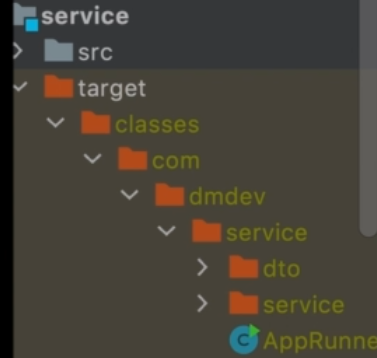 service
src
target
classes
com
dmdev
service
dto
service
C AppRunne